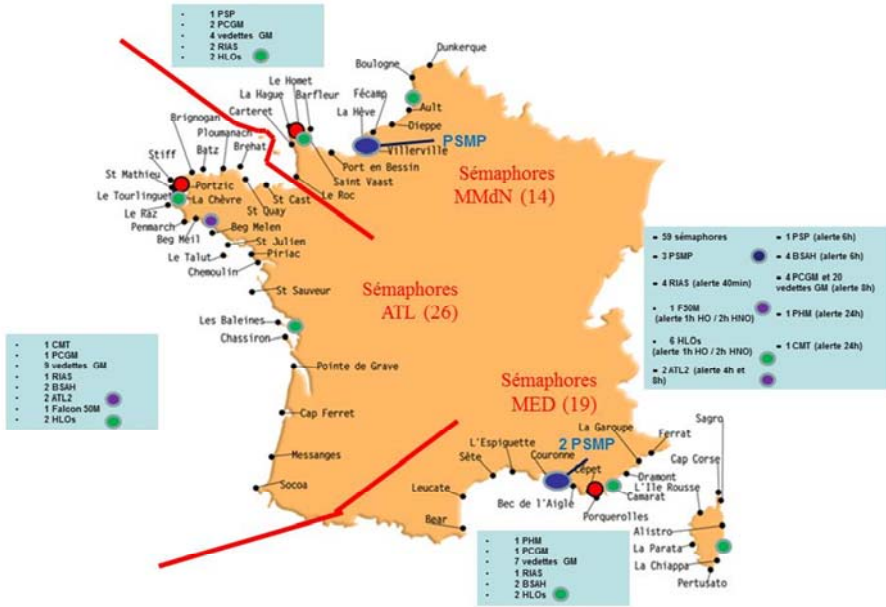 - 1 PSP
- 2 PCGM
- 4 vedettes GM
- 2 RIAS
- 2 HLOs
Dunkerque
Boulogne
Le Homet
La Hague
Barfleur
Fécamp
Carteret
La Hève
Ault
Dieppe
Brignogan
Ploumanach
Batz
Brehat
Villerville
PSMP
Port en Bessin
Stiff
Saint Vaast
St Mathieu
Portzic
St Cast
Le Roc
Le Tourlinguet
La Chèvre
St Quay
Le Raz
Penmarch
Beg Melen
Beg Meil
St Julien
Le Talut
Piriac
Chemoulin
Sémaphores
MMdN (14)
St Sauveur
Sémaphores
ATL (26)
Les Baleines
Chassiron
Pointe de Grave
Cap Ferret
Messanges
Socoa
- 59 sémaphores
- 3 PSMP
- 4 RIAS (alerte 40min)
- 1 F50M
(alerte 1h HO / 2h HNO)
- 6 HLOs
(alerte 1h HO / 2h HNO)
- 2 ATL2 (alerte 4h et
8h)
- 1 PSP (alerte 6h)
- 4 BSAH (alerte 6h)
- 4 PCGM et 20
vedettes GM (alerte 8h)
- 1 PHM (alerte 24h)
- 1 CMT (alerte 24h)
- 1 CMT
- 1 PCGM
- 9 vedettes GM
- 1 RIAS
- 2 BSAH
- 2 ATL2
- 1 Falcon 50M
- 2 HLOs
Sémaphores
MED (19)
2 PSMP
La Garoupe
Ferrat
Sagro
L'Espiguette
Couronne
Cap Corse
Sète
Cépet
Dramont
L'Ile Rousse
Leucate
Bec de l'Aigle
Camarat
Bear
Porquerolles
Alistro
La Parata
La Chiappa
Pertusato
- 1 PHM
- 1 PCGM
- 7 vedettes GM
- 1 RIAS
- 2 BSAH
- 2 HLOs